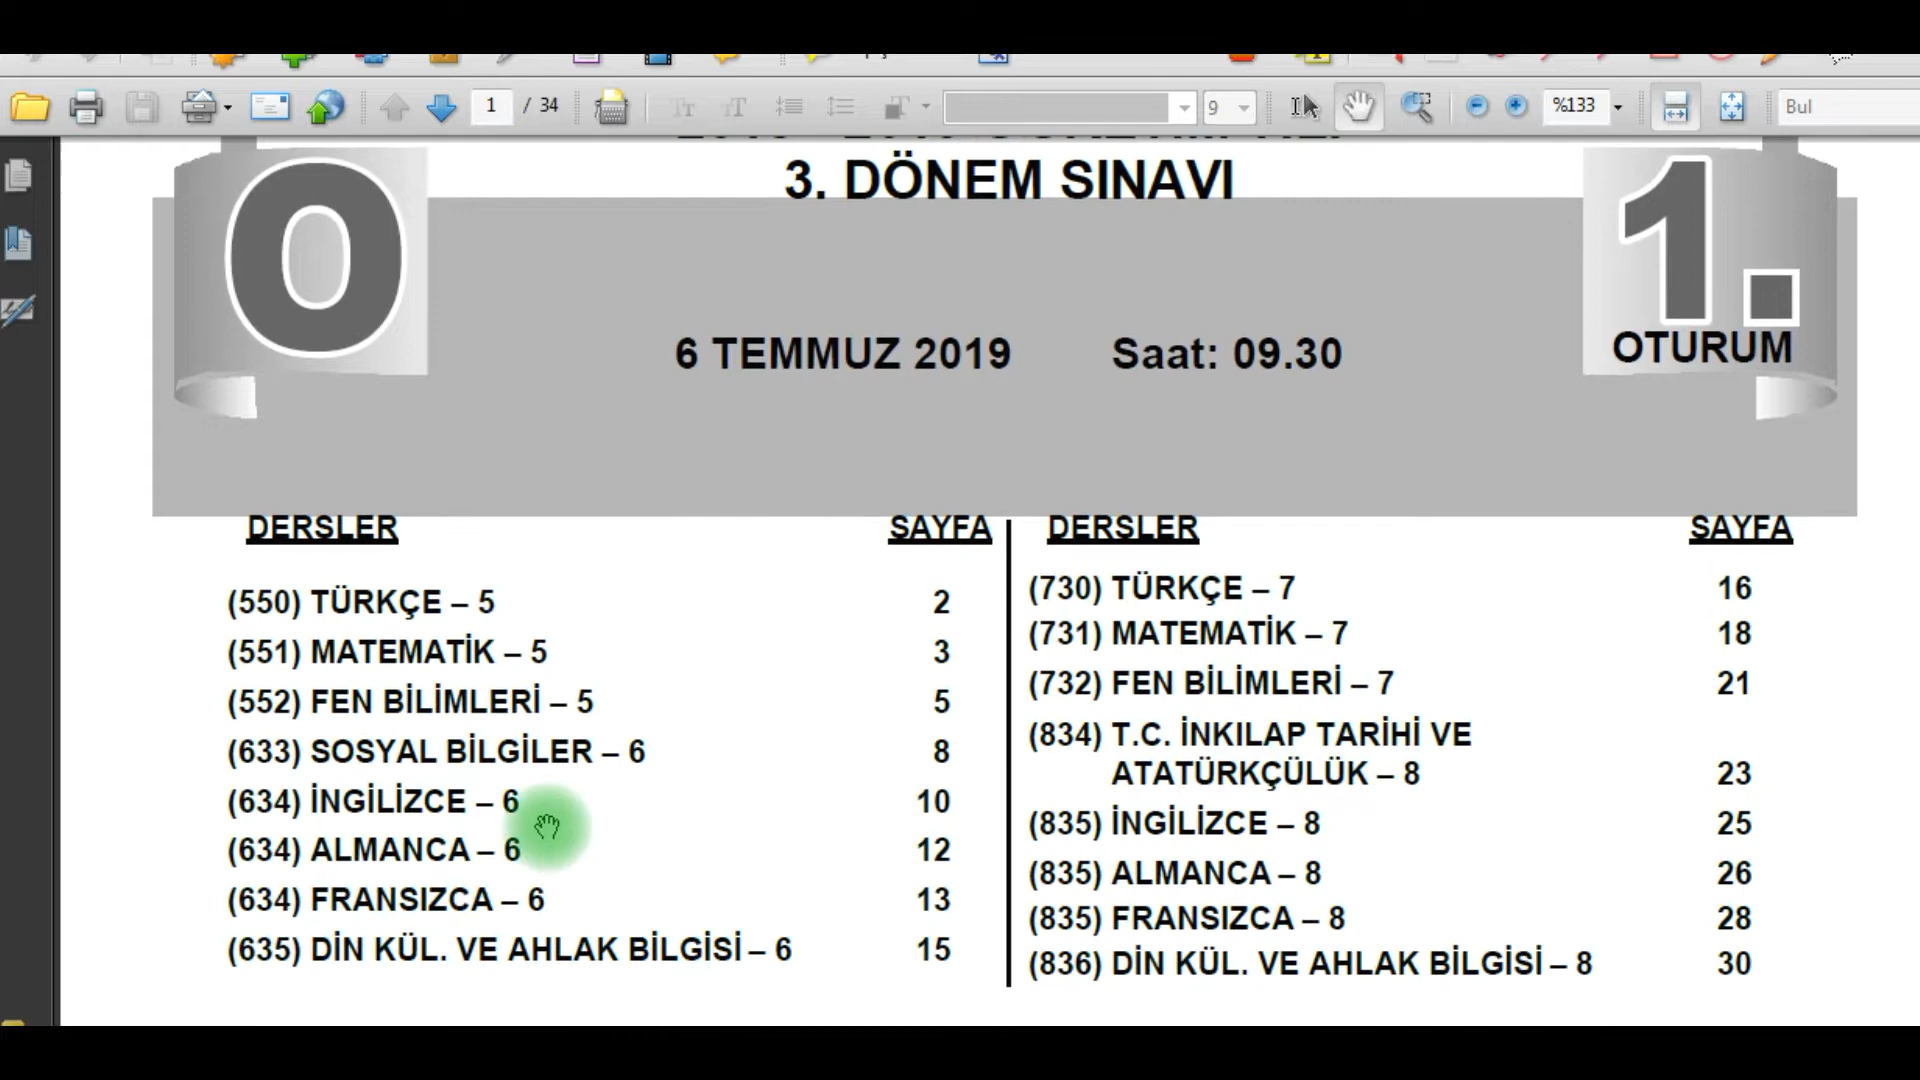 1 / 34
9
%133
Bul
3. DÖNEM SINAVI
O
1.
OTURUM
6 TEMMUZ 2019 Saat: 09.30
DERSLER SAYFA
(550) TÜRKÇE – 5 2
(551) MATEMATİK – 5 3
(552) FEN BİLİMLERİ – 5 5
(633) SOSYAL BİLGİLER – 6 8
(634) İNGİLİZCE – 6 10
(634) ALMANCA – 6 12
(634) FRANSIZCA – 6 13
(635) DİN KÜL. VE AHLAK BİLGİSİ – 6 15
DERSLER SAYFA
(730) TÜRKÇE – 7 16
(731) MATEMATİK – 7 18
(732) FEN BİLİMLERİ – 7 21
(834) T.C. İNKILAP TARİHİ VE
ATATÜRKÇÜLÜK – 8 23
(835) İNGİLİZCE – 8 25
(835) ALMANCA – 8 26
(835) FRANSIZCA – 8 28
(836) DİN KÜL. VE AHLAK BİLGİSİ – 8 30